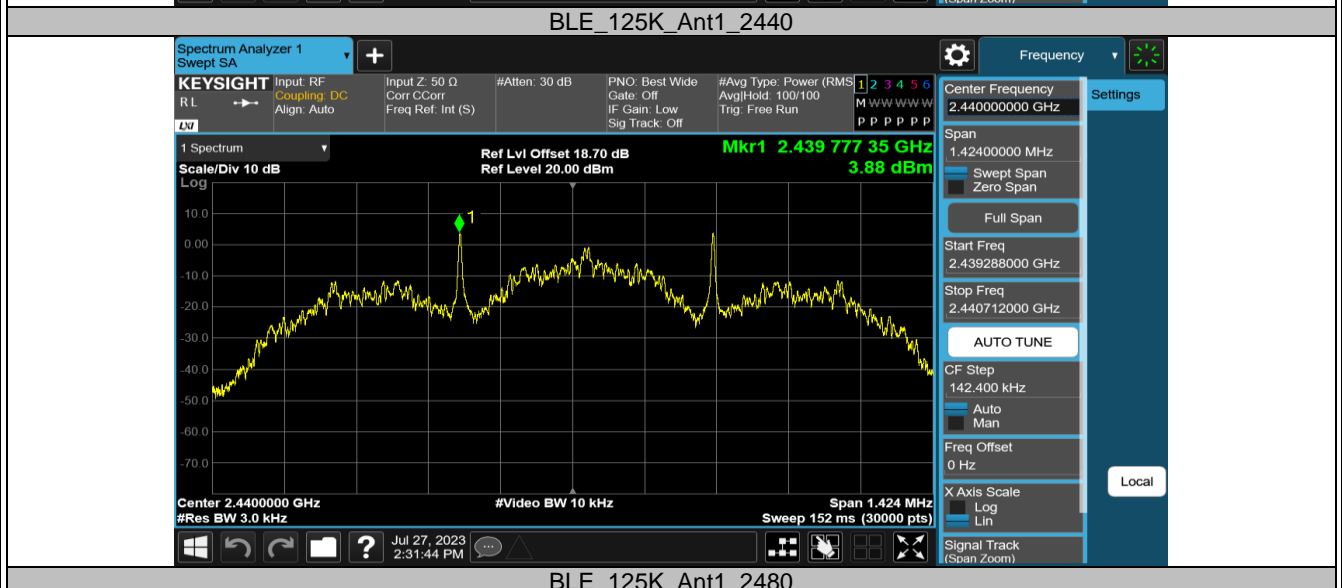 (Span Zoom)
BLE_125K_Ant1_2440
Spectrum Analyzer 1
Swept SA
+
Frequency
KEYSIGHT
R L
LXI
Input: RF
Coupling: DC
Align: Auto
Input Z: 50 Ω
Corr CCorr
Freq Ref: Int (S)
#Atten: 30 dB
PNO: Best Wide
Gate: Off
IF Gain: Low
Sig Track: Off
#Avg Type: Power (RMS
Avg|Hold: 100/100
Trig: Free Run
1 2 3 4 5 6
M W W W W W
P P P P P P
1 Spectrum
Scale/Div 10 dB
Log
Ref Lvl Offset 18.70 dB
Ref Level 20.00 dBm
Mkr1 2.439 777 35 GHz
3.88 dBm
1
10.0
0.00
-10.0
-20.0
-30.0
-40.0
-50.0
-60.0
-70.0
Center 2.4400000 GHz
#Res BW 3.0 kHz
#Video BW 10 kHz
Span 1.424 MHz
Sweep 152 ms (30000 pts)
Jul 27, 2023
2:31:44 PM
?
Center Frequency
2.440000000 GHz
Span
1.42400000 MHz
Swept Span
Zero Span
Full Span
Start Freq
2.439288000 GHz
Stop Freq
2.440712000 GHz
AUTO TUNE
CF Step
142.400 kHz
Auto
Man
Freq Offset
0 Hz
X Axis Scale
Log
Lin
Signal Track
(Span Zoom)
Settings
Local
BLE_125K_Ant1_2480